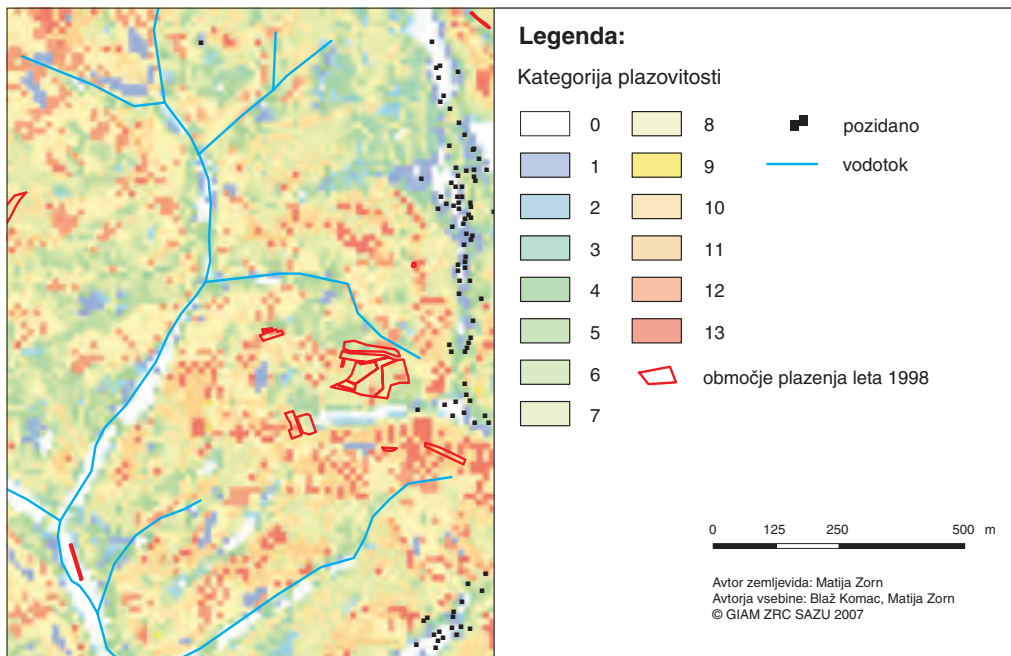 Legenda:
Kategorija plazovitosti
0
1
2
3
4
5
6
7
8
9
10
11
12
13
območje plazenja leta 1998
pozidano
vodotok
0 125 250 500 m
Avtor zemljevida: Matija Zorn
Avtorja vsebine: Blaž Komac, Matija Zorn
© GIAM ZRC SAZU 2007